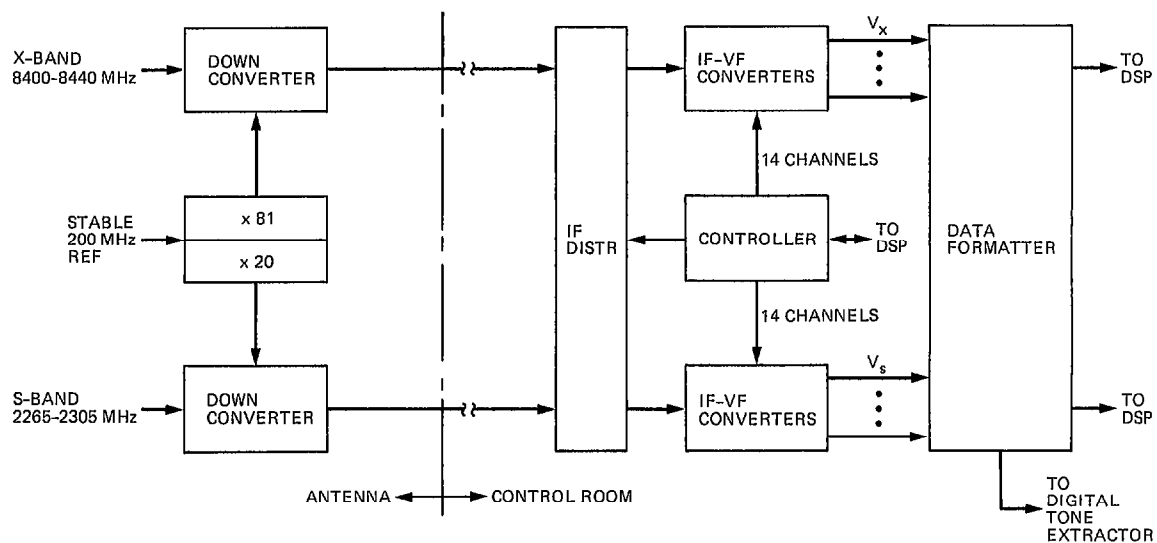 X-BAND
8400-8440 MHz
DOWN
CONVERTER
IF-VF
CONVERTERS
Vx
TO
DSP
14 CHANNELS
STABLE
200 MHz
REF
x 81
x 20
IF
DISTR
CONTROLLER
TO
DSP
DATA
FORMATTER
14 CHANNELS
S-BAND
2265-2305 MHz
DOWN
CONVERTER
IF-VF
CONVERTERS
Vs
TO
DSP
ANTENNA
CONTROL ROOM
TO
DIGITAL
TONE
EXTRACTOR